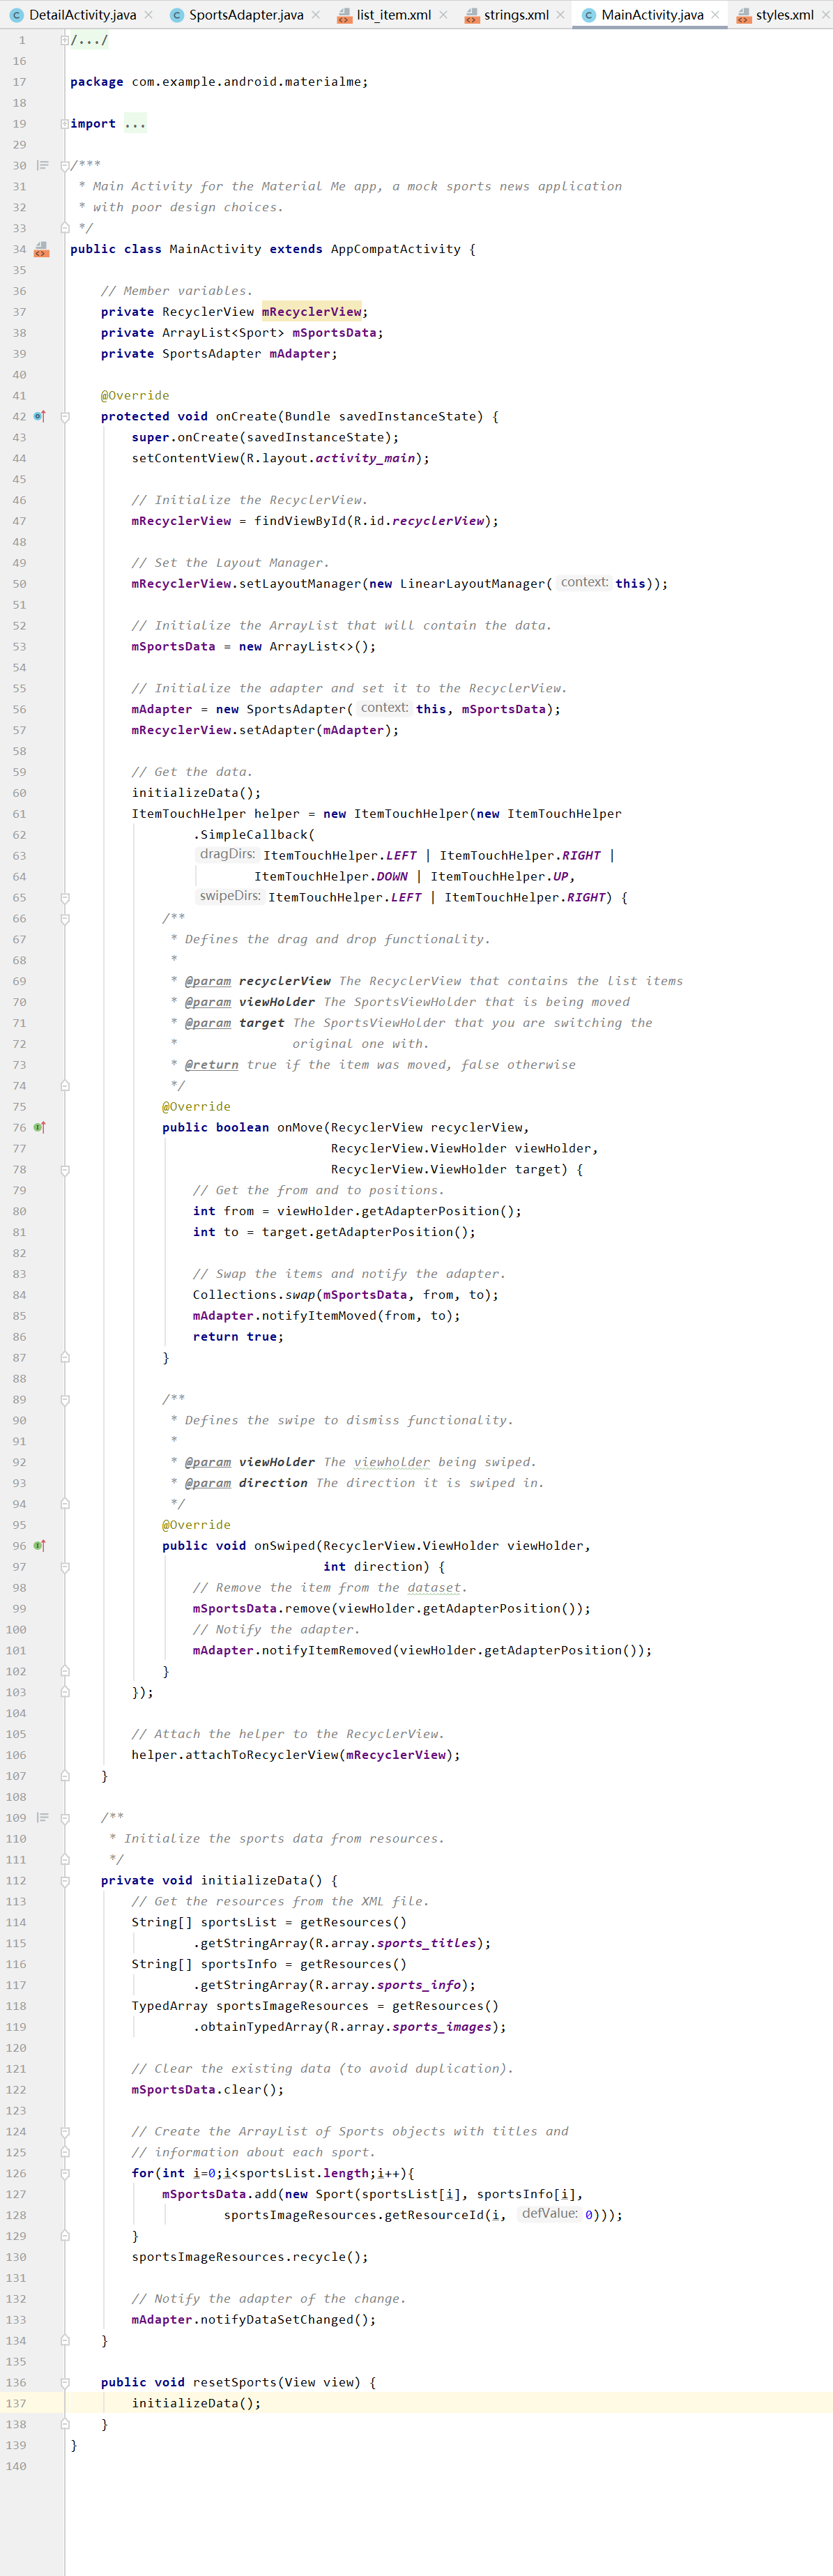 DetailActivity.java SportsAdapter.java list_item.xml strings.xml MainActivity.java styles.xml
1 /.../
16
17 package com.example.android.materialme;
18
19 import ...
29
30 /***
31  * Main Activity for the Material Me app, a mock sports news application
32  * with poor design choices.
33  */
34 public class MainActivity extends AppCompatActivity {
35
36     // Member variables.
37     private RecyclerView mRecyclerView;
38     private ArrayList<Sport> mSportsData;
39     private SportsAdapter mAdapter;
40
41     @Override
42     protected void onCreate(Bundle savedInstanceState) {
43         super.onCreate(savedInstanceState);
44         setContentView(R.layout.activity_main);
45
46         // Initialize the RecyclerView.
47         mRecyclerView = findViewById(R.id.recyclerView);
48
49         // Set the Layout Manager.
50         mRecyclerView.setLayoutManager(new LinearLayoutManager( context: this));
51
52         // Initialize the ArrayList that will contain the data.
53         mSportsData = new ArrayList<>();
54
55         // Initialize the adapter and set it to the RecyclerView.
56         mAdapter = new SportsAdapter( context: this, mSportsData);
57         mRecyclerView.setAdapter(mAdapter);
58
59         // Get the data.
60         initializeData();
61         ItemTouchHelper helper = new ItemTouchHelper(new ItemTouchHelper
62                 .SimpleCallback(
63                 dragDirs: ItemTouchHelper.LEFT | ItemTouchHelper.RIGHT |
64                         ItemTouchHelper.DOWN | ItemTouchHelper.UP,
65                 swipeDirs: ItemTouchHelper.LEFT | ItemTouchHelper.RIGHT) {
66             /**
67              * Defines the drag and drop functionality.
68              *
69              * @param recyclerView The RecyclerView that contains the list items
70              * @param viewHolder The SportsViewHolder that is being moved
71              * @param target The SportsViewHolder that you are switching the
72              *               original one with.
73              * @return true if the item was moved, false otherwise
74              */
75             @Override
76             public boolean onMove(RecyclerView recyclerView,
77                                   RecyclerView.ViewHolder viewHolder,
78                                   RecyclerView.ViewHolder target) {
79                 // Get the from and to positions.
80                 int from = viewHolder.getAdapterPosition();
81                 int to = target.getAdapterPosition();
82
83                 // Swap the items and notify the adapter.
84                 Collections.swap(mSportsData, from, to);
85                 mAdapter.notifyItemMoved(from, to);
86                 return true;
87             }
88
89             /**
90              * Defines the swipe to dismiss functionality.
91              *
92              * @param viewHolder The viewholder being swiped.
93              * @param direction The direction it is swiped in.
94              */
95             @Override
96             public void onSwiped(RecyclerView.ViewHolder viewHolder,
97                                  int direction) {
98                 // Remove the item from the dataset.
99                 mSportsData.remove(viewHolder.getAdapterPosition());
100                 // Notify the adapter.
101                 mAdapter.notifyItemRemoved(viewHolder.getAdapterPosition());
102             }
103         });
104
105         // Attach the helper to the RecyclerView.
106         helper.attachToRecyclerView(mRecyclerView);
107     }
108
109     /**
110      * Initialize the sports data from resources.
111      */
112     private void initializeData() {
113         // Get the resources from the XML file.
114         String[] sportsList = getResources()
115                 .getStringArray(R.array.sports_titles);
116         String[] sportsInfo = getResources()
117                 .getStringArray(R.array.sports_info);
118         TypedArray sportsImageResources = getResources()
119                 .obtainTypedArray(R.array.sports_images);
120
121         // Clear the existing data (to avoid duplication).
122         mSportsData.clear();
123
124         // Create the ArrayList of Sports objects with titles and
125         // information about each sport.
126         for(int i=0;i<sportsList.length;i++){
127             mSportsData.add(new Sport(sportsList[i], sportsInfo[i],
128                     sportsImageResources.getResourceId(i, defValue: 0)));
129         }
130         sportsImageResources.recycle();
131
132         // Notify the adapter of the change.
133         mAdapter.notifyDataSetChanged();
134     }
135
136     public void resetSports(View view) {
137         initializeData();
138     }
139 }
140